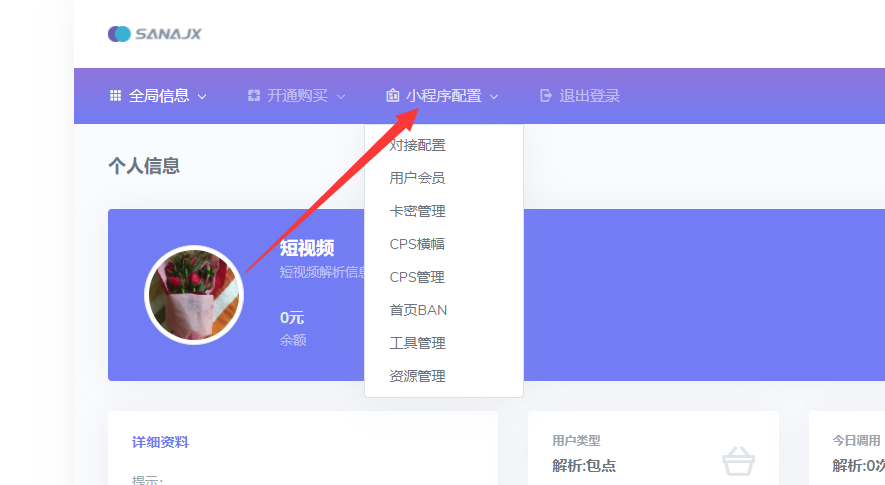 SANAJX
全局信息 开通购买 小程序配置 退出登录
对接配置
用户会员
卡密管理
CPS横幅
CPS管理
首页BAN
工具管理
资源管理
个人信息
短视频
短视频解析信息
0元
余额
详细资料
提示:
用户类型
解析:包点
今日调用
解析:0次